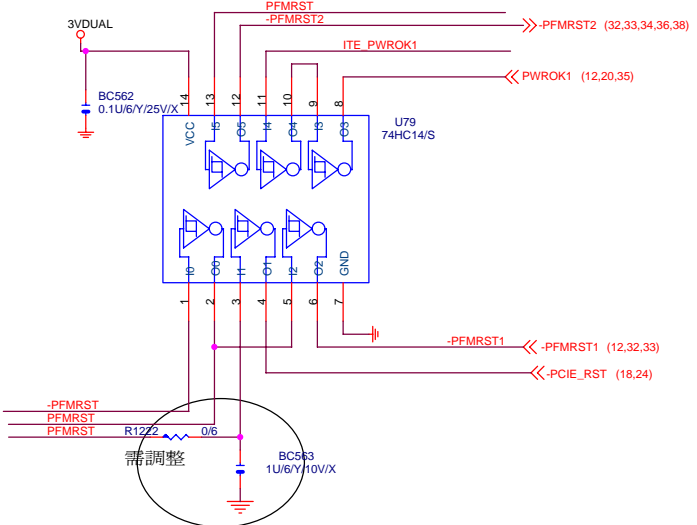 PFMRST
3VDUAL
-PFMRST2
-PFMRST2 (32,33,34,36,38)
ITE_PWROK1
PWROK1 (12,20,35)
BC562
0.1U/6/Y/25V/X
14
13
12
11
10
9
8
U79
74HC14/S
VCC
I5
O5
I4
O4
I3
O3
I0
O0
I1
O1
I2
O2
GND
1
2
3
4
5
6
7
-PFMRST1
-PFMRST1 (12,32,33)
-PCIE_RST (18,24)
-PFMRST
PFMRST
PFMRST
R1222
0/6
需調整
BC563
1U/6/Y/10V/X